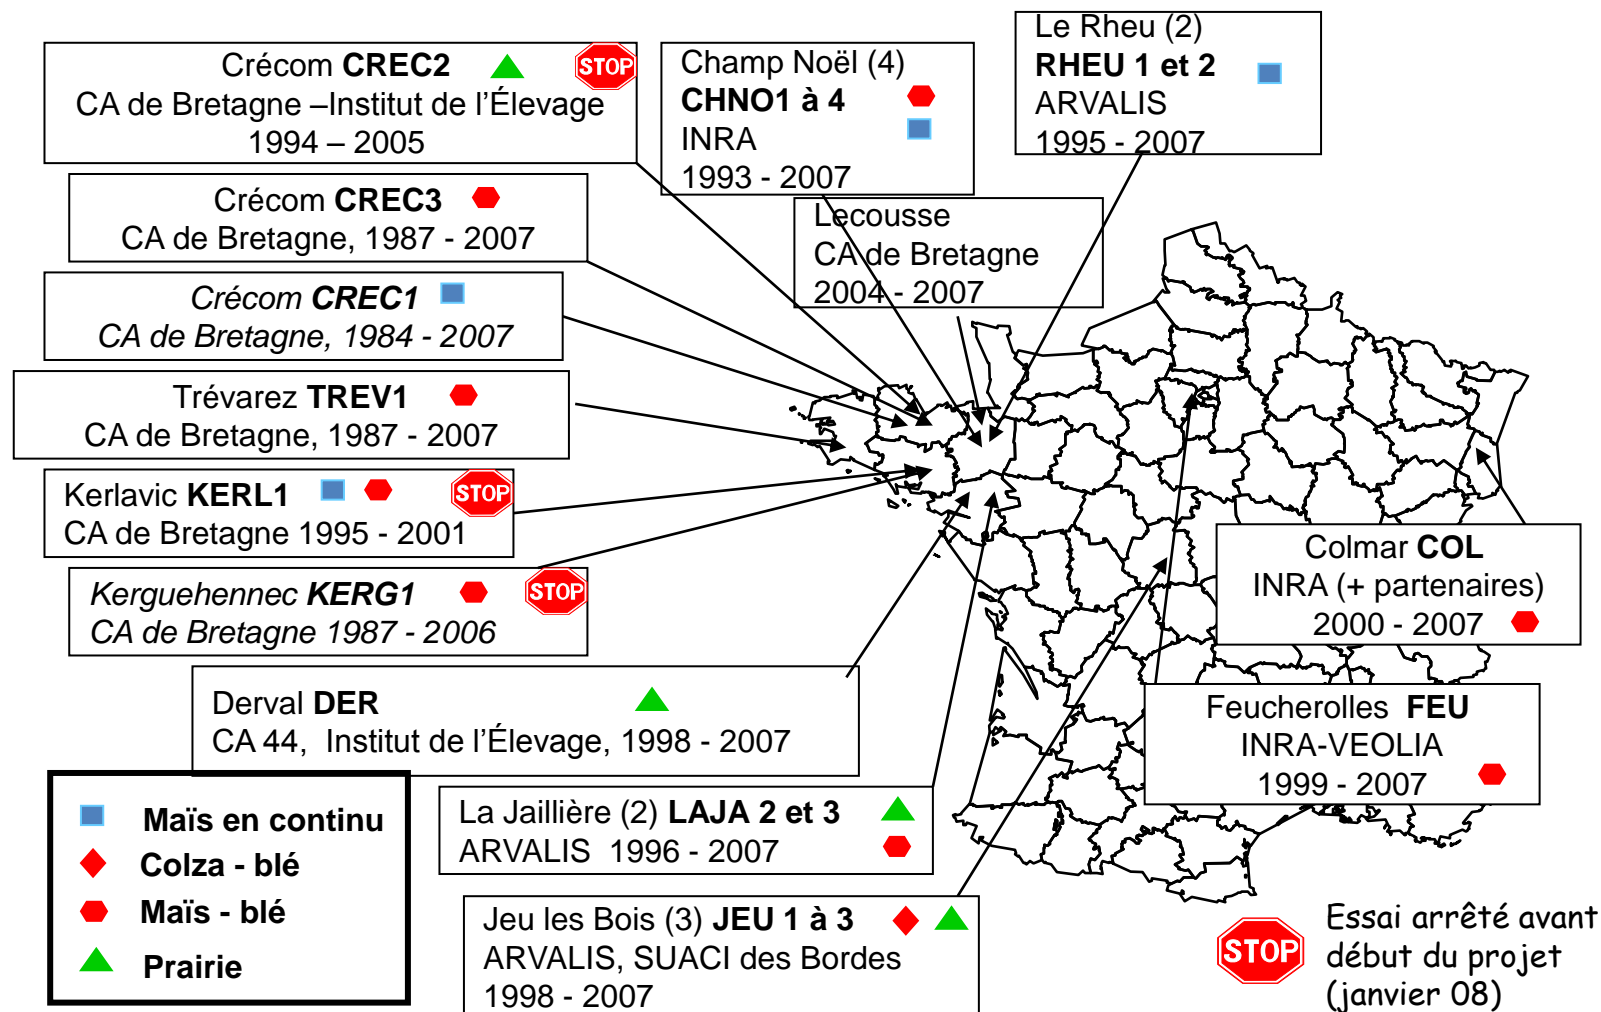 Crécom CREC2
STOP
CA de Bretagne –Institut de l'Élevage
1994 – 2005
Champ Noël (4)
CHNO1 à 4
INRA
1993 - 2007
Le Rheu (2)
RHEU 1 et 2
ARVALIS
1995 - 2007
Crécom CREC3
CA de Bretagne, 1987 - 2007
Lecousse
CA de Bretagne
2004 - 2007
Crécom CREC1
CA de Bretagne, 1984 - 2007
Trévarez TREV1
CA de Bretagne, 1987 - 2007
Kerlavic KERL1
STOP
CA de Bretagne 1995 - 2001
Kerguehennec KERG1
STOP
CA de Bretagne 1987 - 2006
Colmar COL
INRA (+ partenaires)
2000 - 2007
Derval DER
CA 44, Institut de l'Élevage, 1998 - 2007
Feucherolles FEU
INRA-VEOLIA
1999 - 2007
La Jaillière (2) LAJA 2 et 3
ARVALIS 1996 - 2007
Jeu les Bois (3) JEU 1 à 3
ARVALIS, SUACI des Bordes
1998 - 2007
Maïs en continu
Colza - blé
Maïs - blé
Prairie
STOP
Essai arrêté avant
début du projet
(janvier 08)